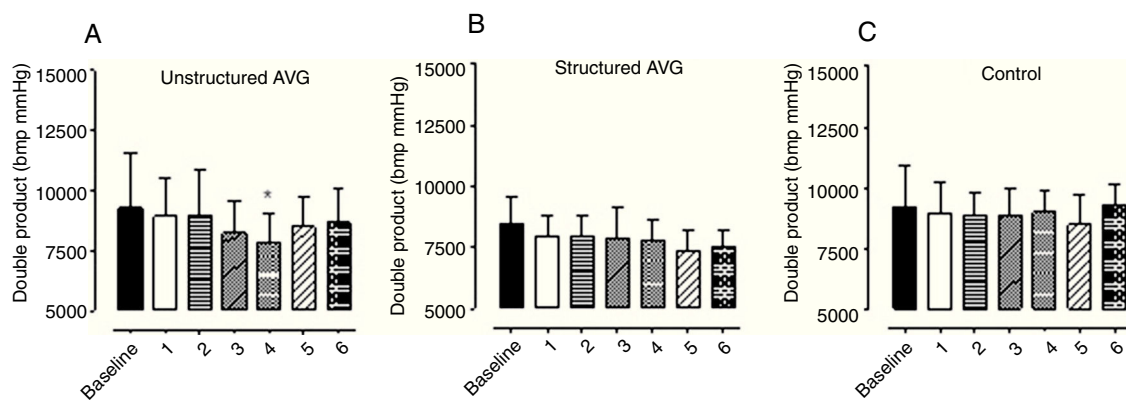 A
Unstructured AVG
Double product (bmp mmHg)
15000
12500
10000
7500
5000
*
Baseline
1
2
3
4
5
6
B
Structured AVG
Double product (bmp mmHg)
15000
12500
10000
7500
5000
Baseline
1
2
3
4
5
6
C
Control
Double product (bmp mmHg)
15000
12500
10000
7500
5000
Baseline
1
2
3
4
5
6